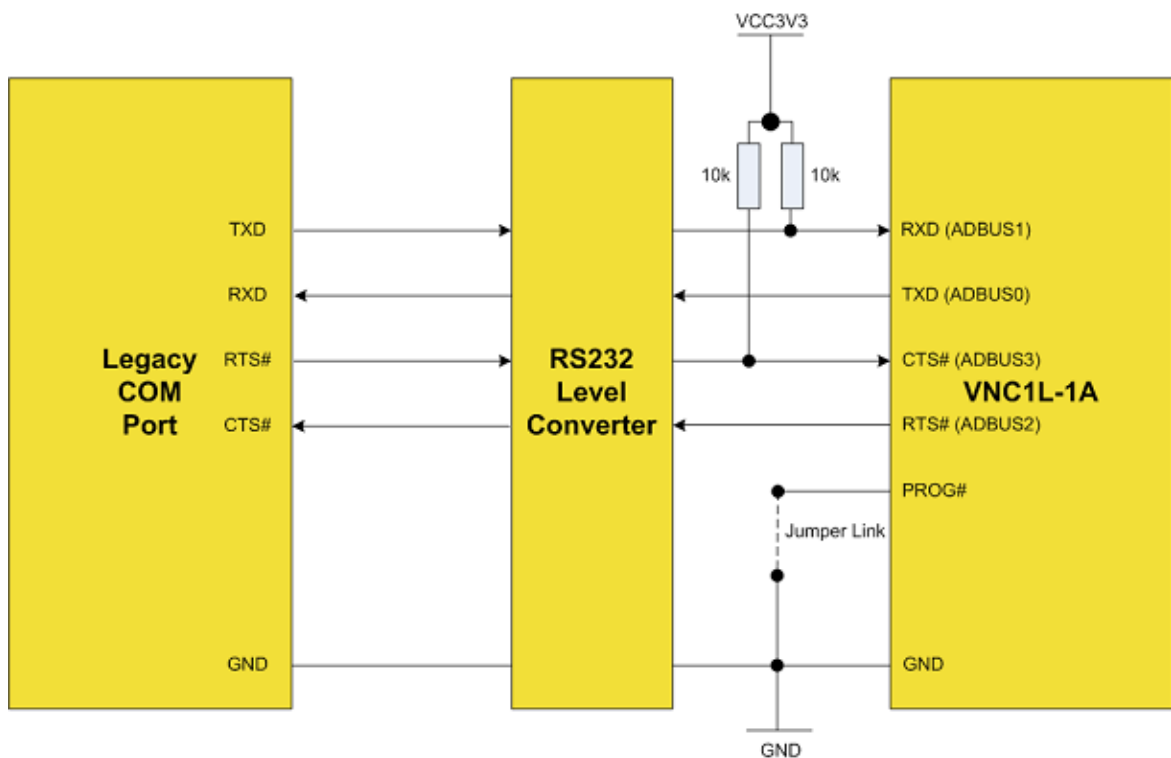 VCC3V3
10k
10k
TXD
RXD (ADBUS1)
RXD
TXD (ADBUS0)
Legacy
COM
Port
RTS#
RS232
Level
Converter
CTS# (ADBUS3)
VNC1L-1A
CTS#
RTS# (ADBUS2)
PROG#
Jumper Link
GND
GND
GND